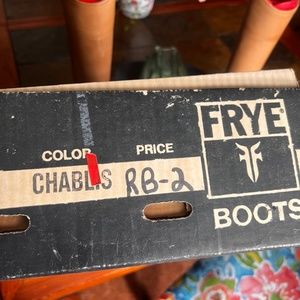 COLOR PRICE
CHABLIS RB-2
FRYE
BOOTS